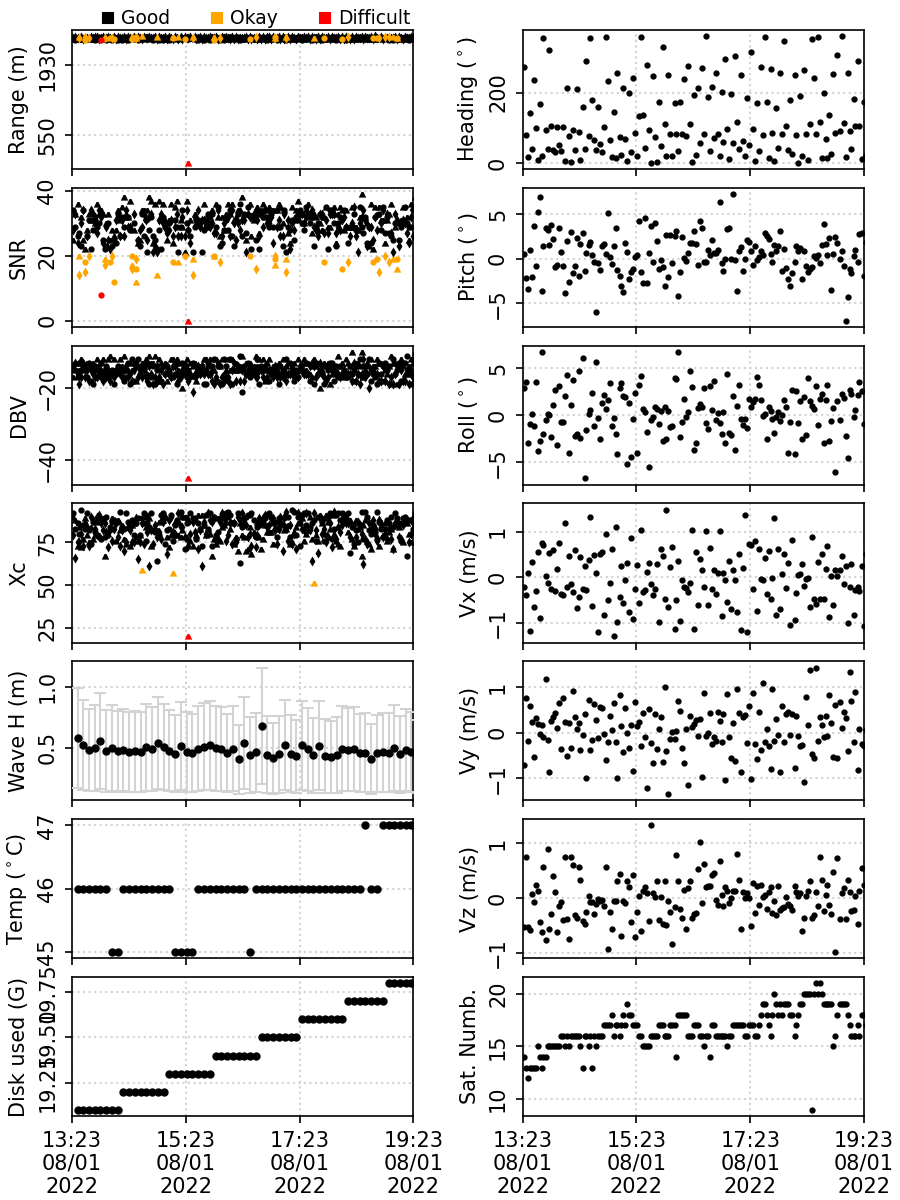 Good Okay Difficult
Range (m)
1930
550
Heading (°)
200
0
SNR
40
20
0
Pitch (°)
5
0
−5
DBV
−20
−40
Roll (°)
5
0
−5
Xc
75
50
25
Vx (m/s)
1
0
−1
Wave H (m)
1.0
0.5
Vy (m/s)
1
0
−1
Temp (°C)
47
46
45
Vz (m/s)
1
0
−1
Disk used (G)
19.75
19.50
19.25
Sat. Numb.
20
15
10
13:23 15:23 17:23 19:23
08/01 08/01 08/01 08/01
2022 2022 2022 2022
13:23 15:23 17:23 19:23
08/01 08/01 08/01 08/01
2022 2022 2022 2022